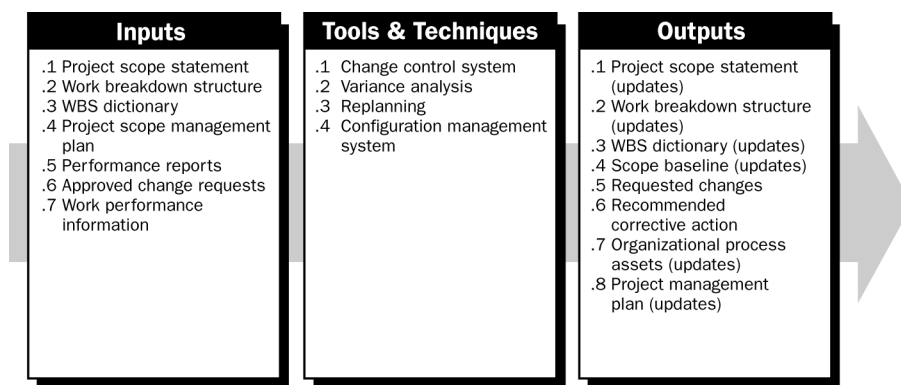 Inputs
.1 Project scope statement
.2 Work breakdown structure
.3 WBS dictionary
.4 Project scope management
plan
.5 Performance reports
.6 Approved change requests
.7 Work performance
information
Tools & Techniques
.1 Change control system
.2 Variance analysis
.3 Replanning
.4 Configuration management
system
Outputs
.1 Project scope statement
(updates)
.2 Work breakdown structure
(updates)
.3 WBS dictionary (updates)
.4 Scope baseline (updates)
.5 Requested changes
.6 Recommended
corrective action
.7 Organizational process
assets (updates)
.8 Project management
plan (updates)